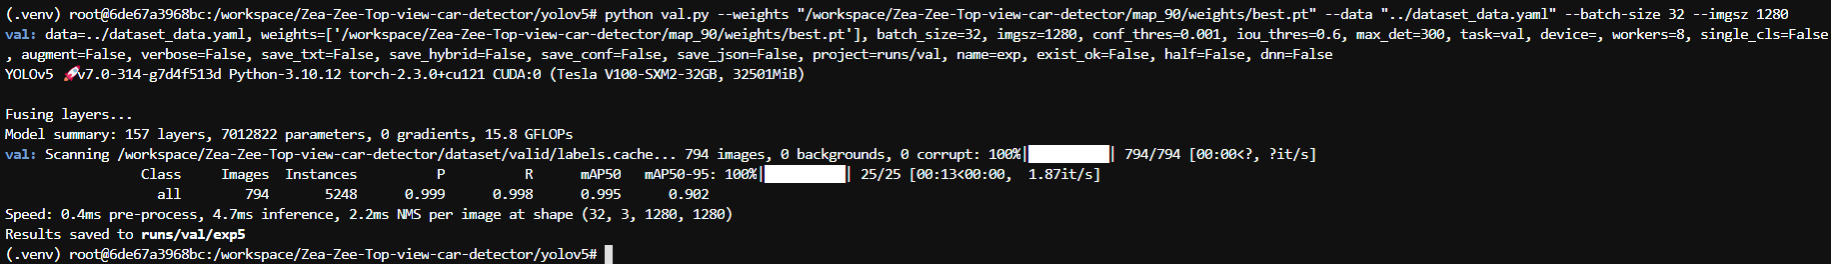 (.venv) root@6de67a3968bc:/workspace/Zea-Zee-Top-view-car-detector/yolov5# python val.py --weights "/workspace/Zea-Zee-Top-view-car-detector/map_90/weights/best.pt" --data "../dataset_data.yaml" --batch-size 32 --imgsz 1280
val: data=../dataset_data.yaml, weights=['/workspace/Zea-Zee-Top-view-car-detector/map_90/weights/best.pt'], batch_size=32, imgsz=1280, conf_thres=0.001, iou_thres=0.6, max_det=300, task=val, device=, workers=8, single_cls=False
, augment=False, verbose=False, save_txt=False, save_hybrid=False, save_conf=False, save_json=False, project=runs/val, name=exp, exist_ok=False, half=False, dnn=False
YOLOv5 🚀 v7.0-314-g7d4f513d Python-3.10.12 torch-2.3.0+cu121 CUDA:0 (Tesla V100-SXM2-32GB, 32501MiB)
Fusing layers...
Model summary: 157 layers, 7012822 parameters, 0 gradients, 15.8 GFLOPs
val: Scanning /workspace/Zea-Zee-Top-view-car-detector/dataset/valid/labels.cache... 794 images, 0 backgrounds, 0 corrupt: 100%|██████████| 794/794 [00:00<?, ?it/s]
Class Images Instances P R mAP50 mAP50-95: 100%|██████████| 25/25 [00:13<00:00, 1.87it/s]
all 794 5248 0.999 0.998 0.995 0.902
Speed: 0.4ms pre-process, 4.7ms inference, 2.2ms NMS per image at shape (32, 3, 1280, 1280)
Results saved to runs/val/exp5
(.venv) root@6de67a3968bc:/workspace/Zea-Zee-Top-view-car-detector/yolov5#